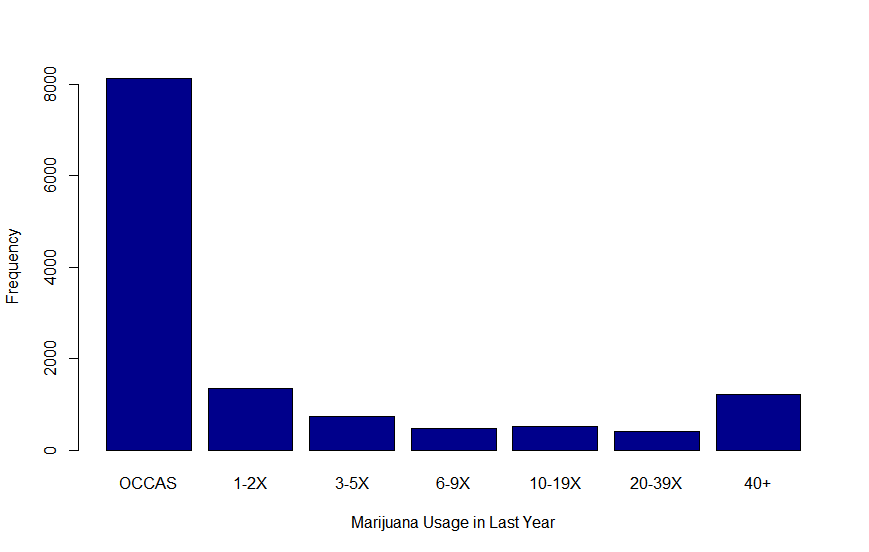 8000
6000
4000
2000
0
Frequency
OCCAS 1-2X 3-5X 6-9X 10-19X 20-39X 40+
Marijuana Usage in Last Year